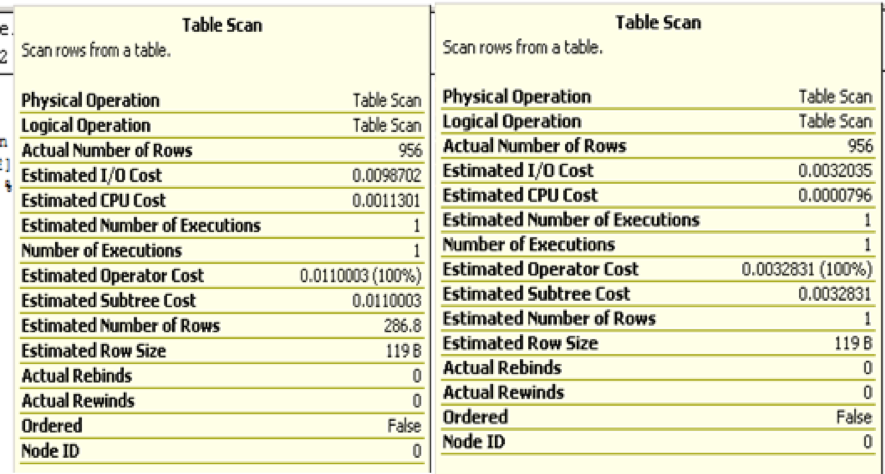 e.
2
n
%
Table Scan
Scan rows from a table.
Physical Operation Table Scan
Logical Operation Table Scan
Actual Number of Rows 956
Estimated I/O Cost 0.0098702
Estimated CPU Cost 0.0011301
Estimated Number of Executions 1
Number of Executions 1
Estimated Operator Cost 0.0110003 (100%)
Estimated Subtree Cost 0.0110003
Estimated Number of Rows 286.8
Estimated Row Size 119 B
Actual Rebinds 0
Actual Rewinds 0
Ordered False
Node ID 0
Table Scan
Scan rows from a table.
Physical Operation Table Scan
Logical Operation Table Scan
Actual Number of Rows 956
Estimated I/O Cost 0.0032035
Estimated CPU Cost 0.0000796
Estimated Number of Executions 1
Number of Executions 1
Estimated Operator Cost 0.0032831 (100%)
Estimated Subtree Cost 0.0032831
Estimated Number of Rows 1
Estimated Row Size 119 B
Actual Rebinds 0
Actual Rewinds 0
Ordered False
Node ID 0